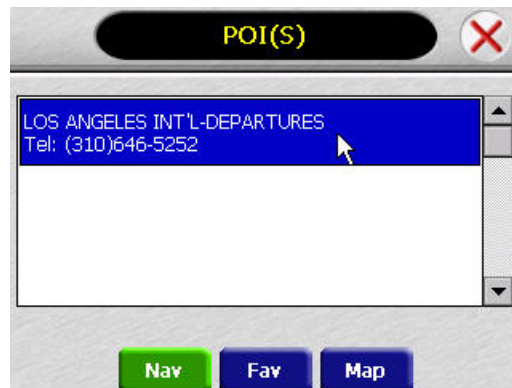 POI(S)
LOS ANGELES INT'L-DEPARTURES
Tel: (310)646-5252
Nav Fav Map